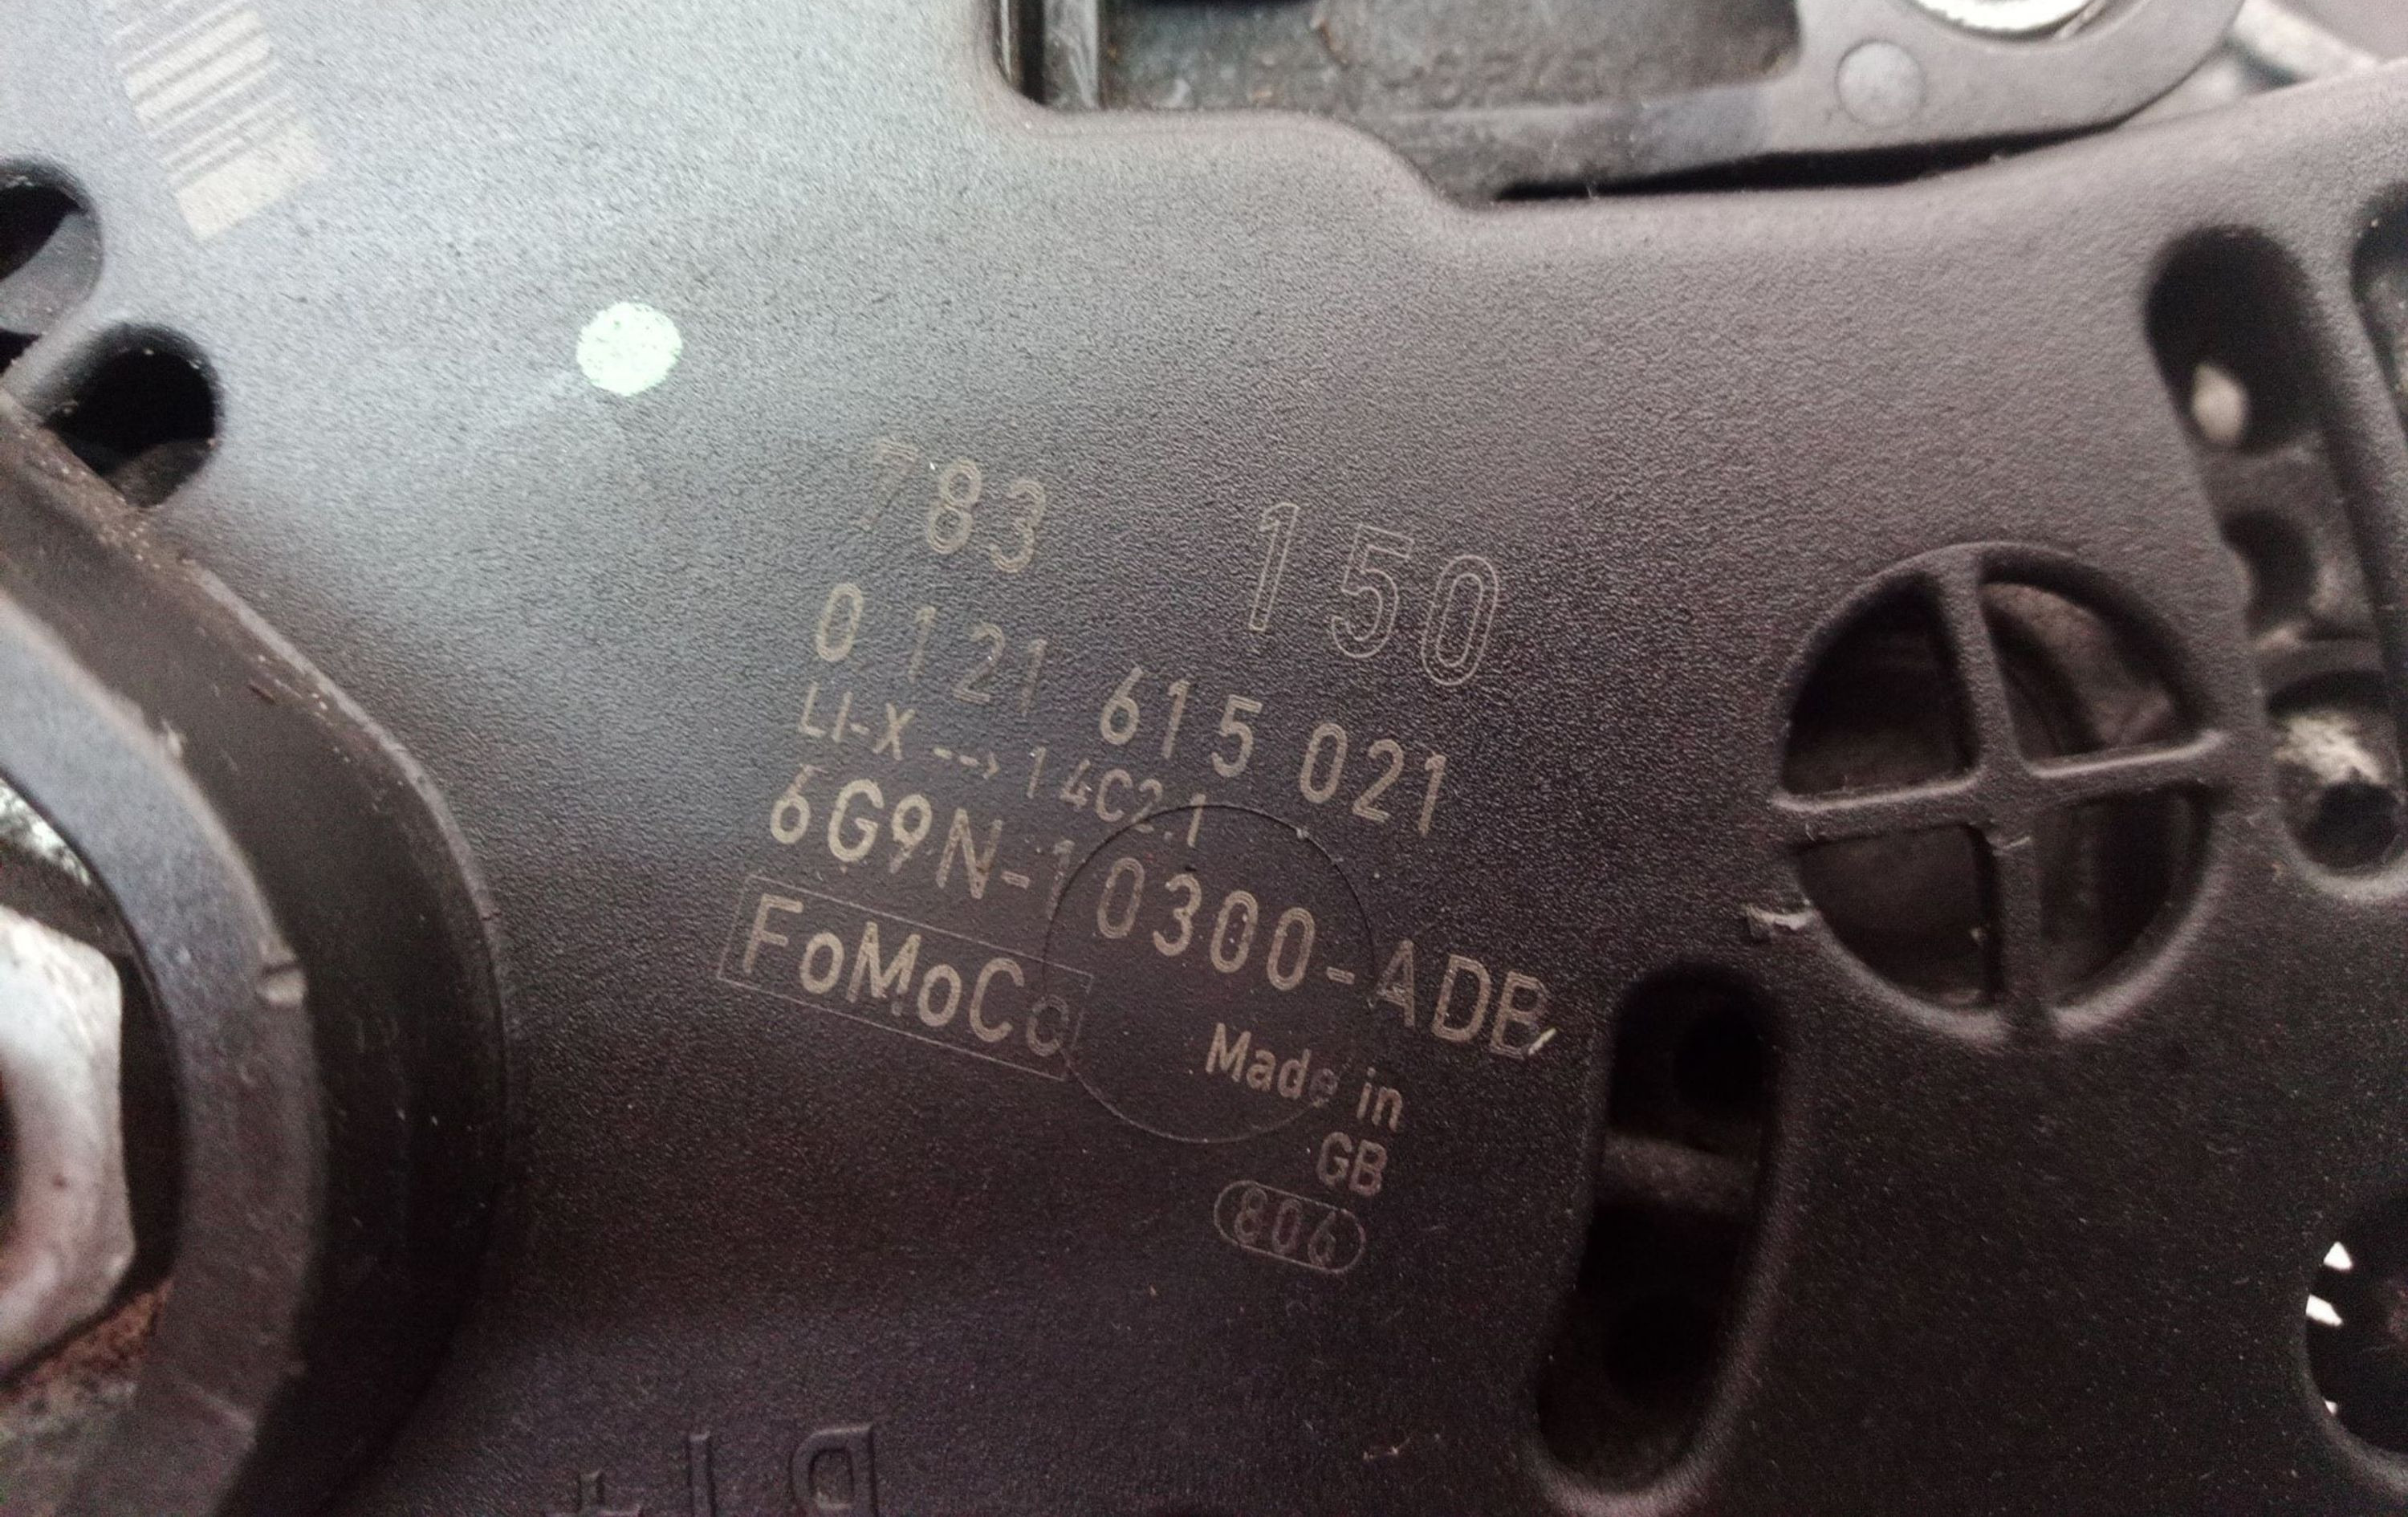 783 150
0 121 615 021
LI-X --> 14C2.1
6G9N-10300-ADB
FoMoCo
Made in
GB
806